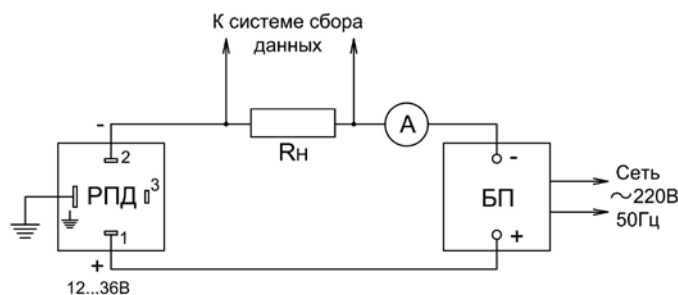 К системе сбора
данных
A
Rн
-
2
РПД
3
1
+
12...36В
-
БП
+
Сеть
~220В
50Гц